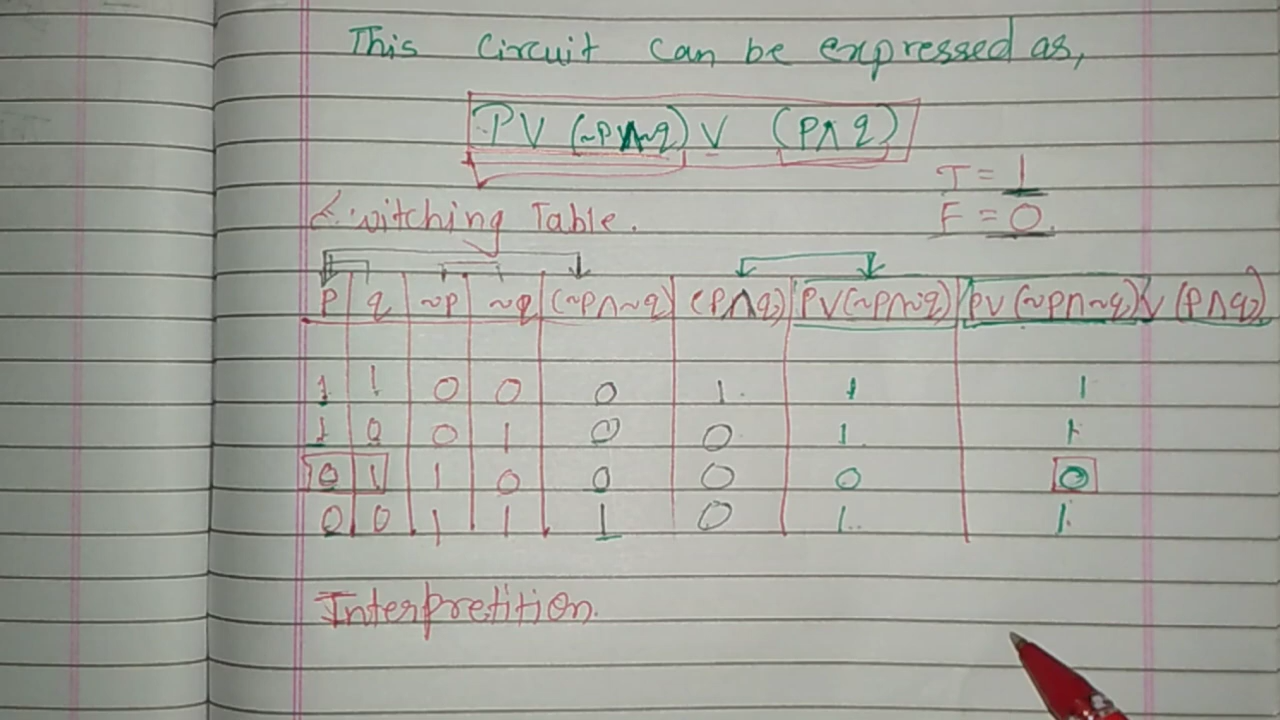 This Circuit can be expressed as,
P∨ (~P∧~q) ∨ (P∧ q)
T = 1
F = 0.
Switching Table.
P q ~P ~q (~P∧~q) (P∧q) P∨(~P∧~q) P∨(~P∧~q)∨(P∧q)
1 1 0 0 0 1 1 1
1 0 0 1 0 0 1 1
0 1 1 0 0 0 0 0
0 0 1 1 1 0 1 1
Interpretition.